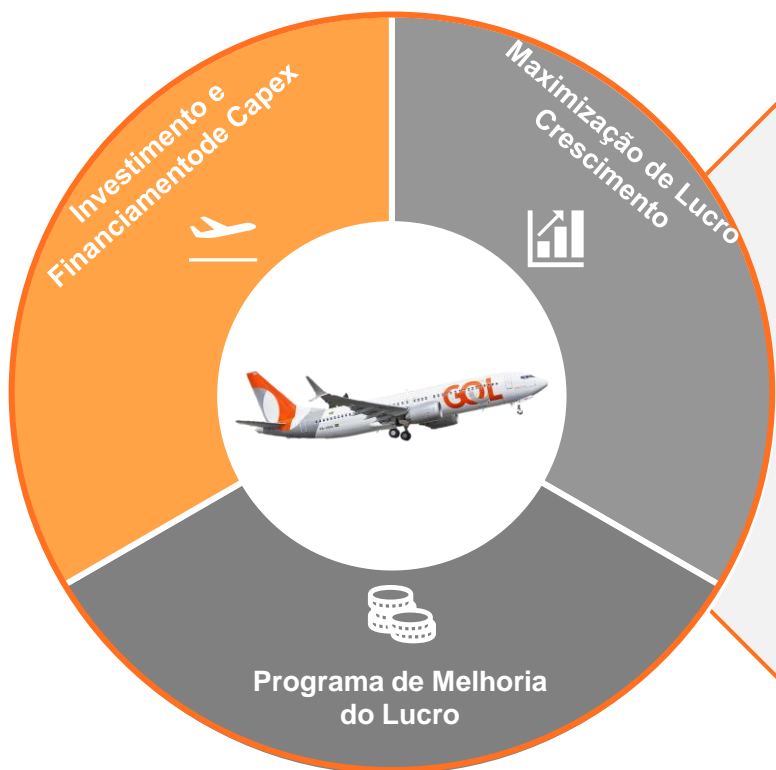 Investimento e
Financiamentode Capex
Maximização de Lucro
Crescimento
GOL
Programa de Melhoria
do Lucro